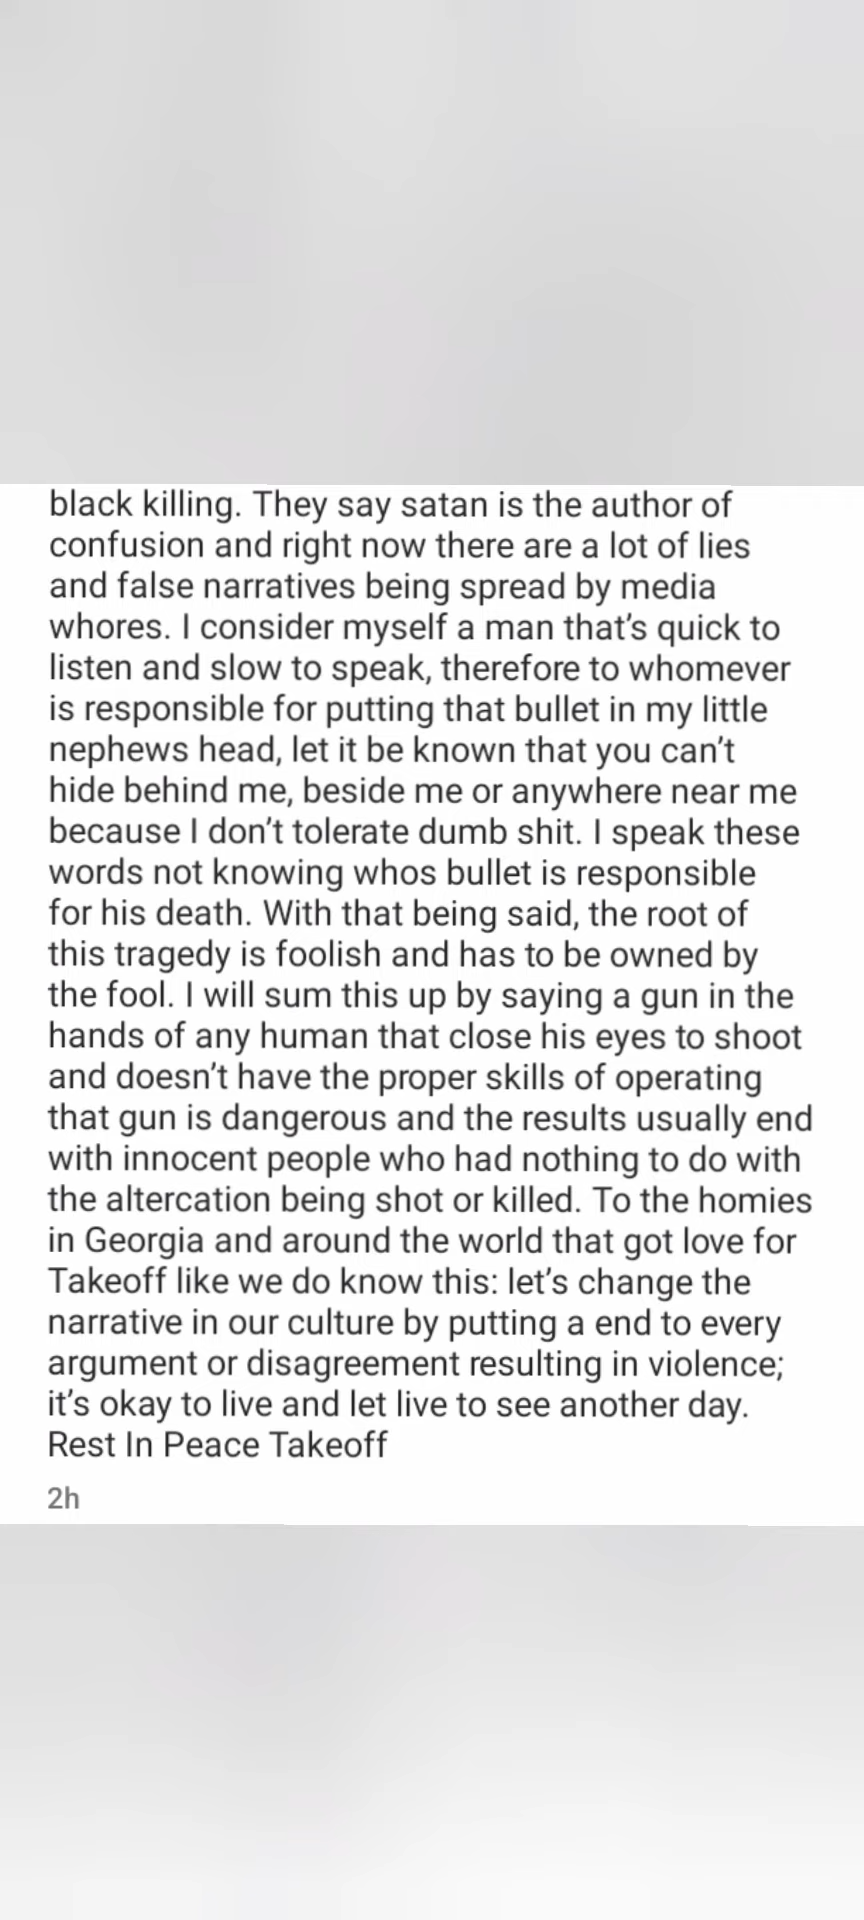 black killing. They say satan is the author of
confusion and right now there are a lot of lies
and false narratives being spread by media
whores. I consider myself a man that’s quick to
listen and slow to speak, therefore to whomever
is responsible for putting that bullet in my little
nephews head, let it be known that you can’t
hide behind me, beside me or anywhere near me
because I don’t tolerate dumb shit. I speak these
words not knowing whos bullet is responsible
for his death. With that being said, the root of
this tragedy is foolish and has to be owned by
the fool. I will sum this up by saying a gun in the
hands of any human that close his eyes to shoot
and doesn’t have the proper skills of operating
that gun is dangerous and the results usually end
with innocent people who had nothing to do with
the altercation being shot or killed. To the homies
in Georgia and around the world that got love for
Takeoff like we do know this: let’s change the
narrative in our culture by putting a end to every
argument or disagreement resulting in violence;
it’s okay to live and let live to see another day.
Rest In Peace Takeoff
2h